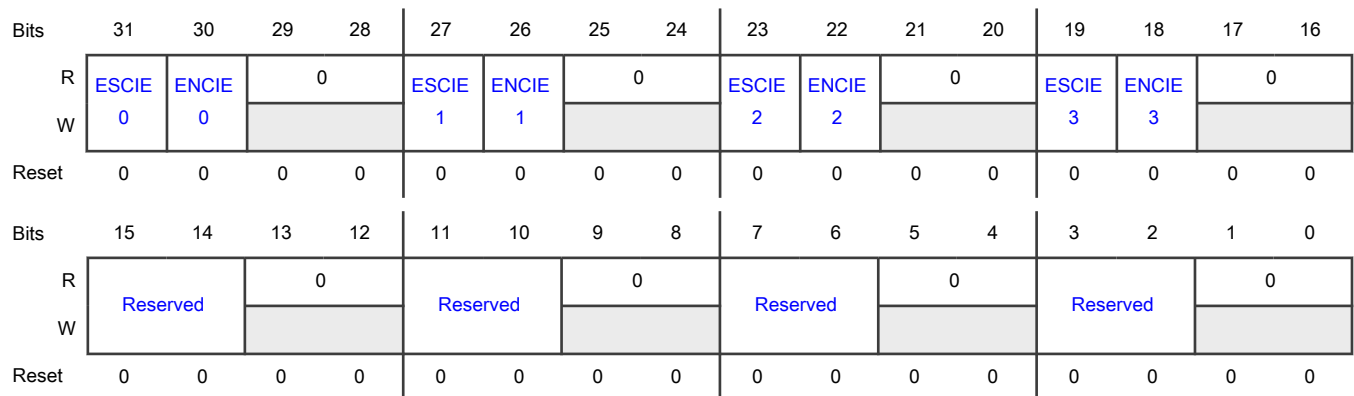 Bits 31 30 29 28 27 26 25 24 23 22 21 20 19 18 17 16
R ESCIE ENCIE 0 ESCIE ENCIE 0 ESCIE ENCIE 0 ESCIE ENCIE 0
W 0 0 1 1 2 2 3 3
Reset 0 0 0 0 0 0 0 0 0 0 0 0 0 0 0 0
Bits 15 14 13 12 11 10 9 8 7 6 5 4 3 2 1 0
R Reserved 0 Reserved 0 Reserved 0 Reserved 0
W
Reset 0 0 0 0 0 0 0 0 0 0 0 0 0 0 0 0